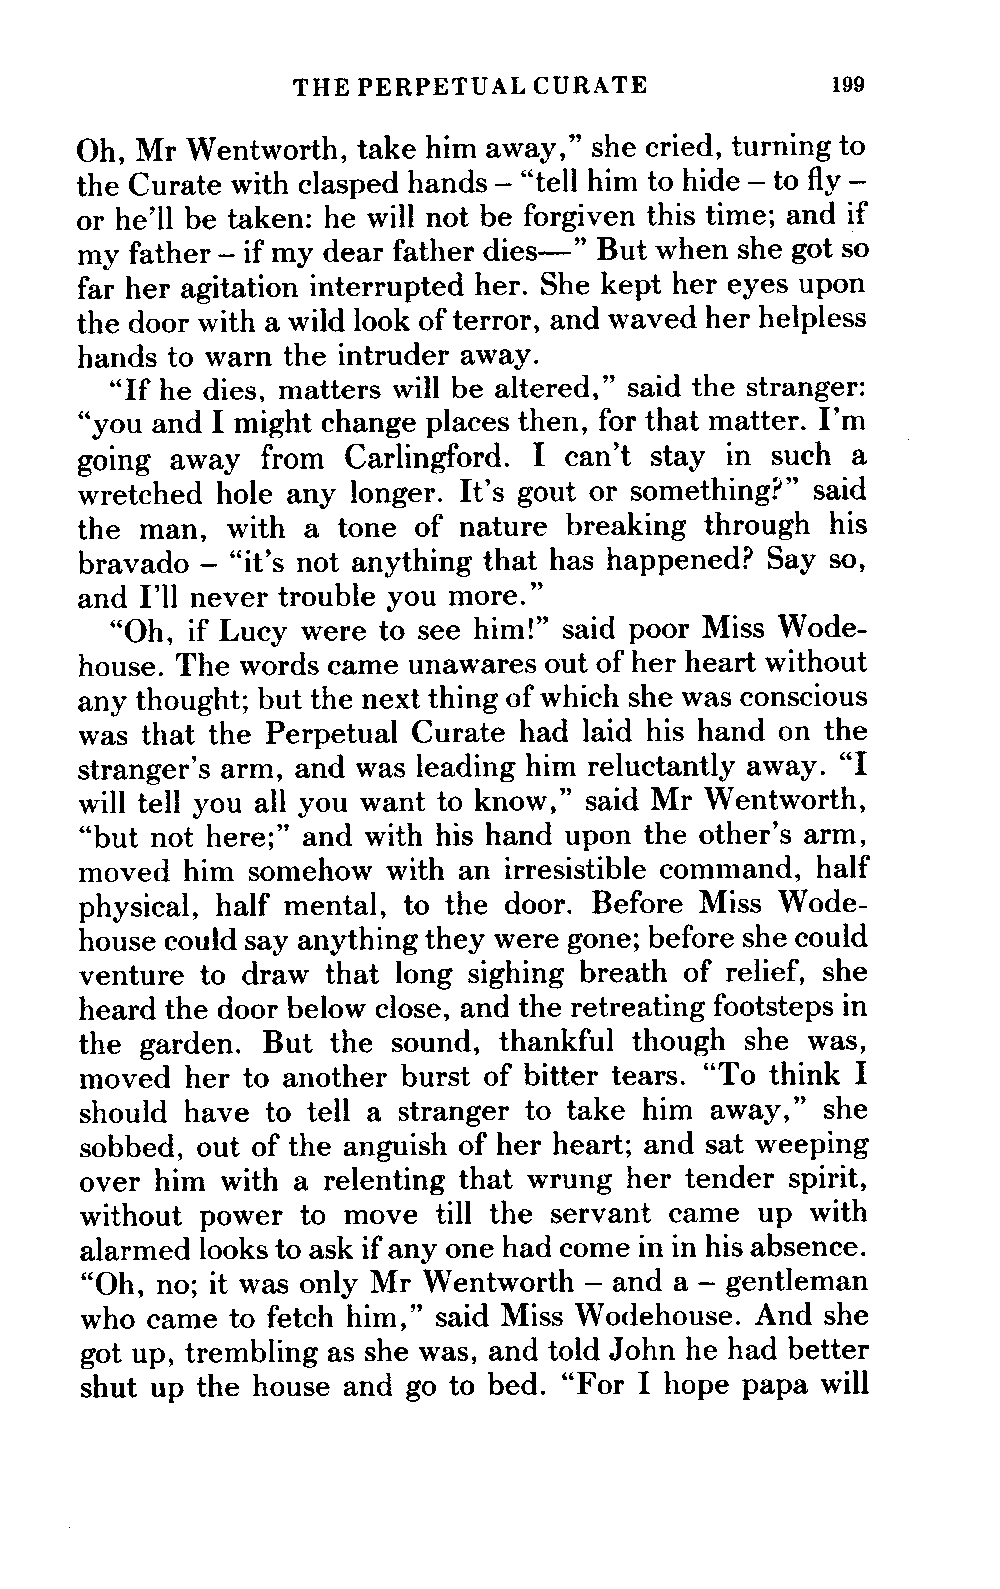 THE PERPETUAL CURATE 199
Oh, Mr Wentworth, take him away,” she cried, turning to
the Curate with clasped hands – “tell him to hide – to fly –
or he’ll be taken: he will not be forgiven this time; and if
my father – if my dear father dies—” But when she got so
far her agitation interrupted her. She kept her eyes upon
the door with a wild look of terror, and waved her helpless
hands to warn the intruder away.
“If he dies, matters will be altered,” said the stranger:
“you and I might change places then, for that matter. I’m
going away from Carlingford. I can’t stay in such a
wretched hole any longer. It’s gout or something?” said
the man, with a tone of nature breaking through his
bravado – “it’s not anything that has happened? Say so,
and I’ll never trouble you more.”
“Oh, if Lucy were to see him!” said poor Miss Wode-
house. The words came unawares out of her heart without
any thought; but the next thing of which she was conscious
was that the Perpetual Curate had laid his hand on the
stranger’s arm, and was leading him reluctantly away. “I
will tell you all you want to know,” said Mr Wentworth,
“but not here;” and with his hand upon the other’s arm,
moved him somehow with an irresistible command, half
physical, half mental, to the door. Before Miss Wode-
house could say anything they were gone; before she could
venture to draw that long sighing breath of relief, she
heard the door below close, and the retreating footsteps in
the garden. But the sound, thankful though she was,
moved her to another burst of bitter tears. “To think I
should have to tell a stranger to take him away,” she
sobbed, out of the anguish of her heart; and sat weeping
over him with a relenting that wrung her tender spirit,
without power to move till the servant came up with
alarmed looks to ask if any one had come in in his absence.
“Oh, no; it was only Mr Wentworth – and a – gentleman
who came to fetch him,” said Miss Wodehouse. And she
got up, trembling as she was, and told John he had better
shut up the house and go to bed. “For I hope papa will